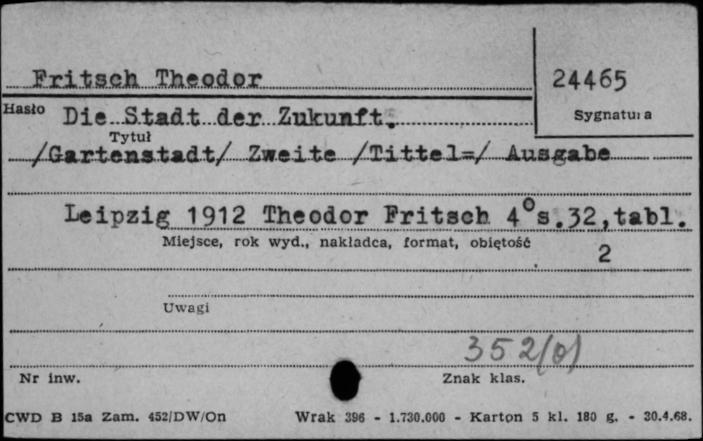 Fritsch Theodor
24465
Hasło
Sygnatura
Die Stadt der Zukunft.
Tytuł
/Gartenstadt/ Zweite /Tittel=/ Ausgabe
Leipzig 1912 Theodor Fritsch 4° s.32, tabl.
Miejsce, rok wyd., nakładca, format, obiętość
2
Uwagi
352(0)
Nr inw.
Znak klas.
CWD B 15a Zam. 452/DW/On Wrak 396 - 1.730.000 - Karton 5 kl. 180 g. - 30.4.68.